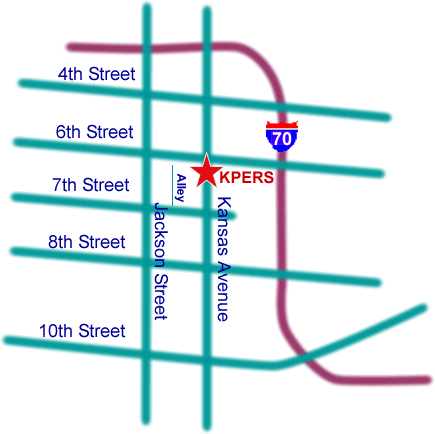 4th Street
6th Street
70
KPERS
7th Street
Alley
Kansas Avenue
Jackson Street
8th Street
10th Street